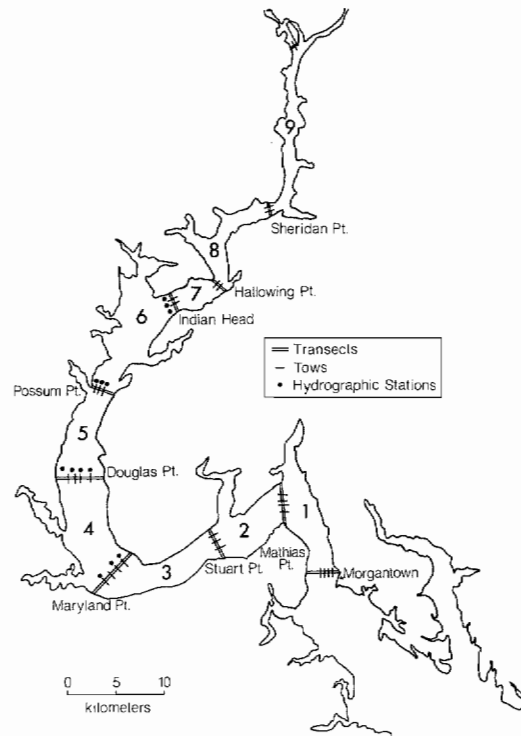 9
Sheridan Pt.
8
Hallowing Pt.
7
6
Indian Head
Transects
Tows
Hydrographic Stations
Possum Pt.
5
Douglas Pt.
4
1
2
Mathias
Pt.
3
Stuart Pt.
Morgantown
Maryland Pt.
0 5 10
kilometers